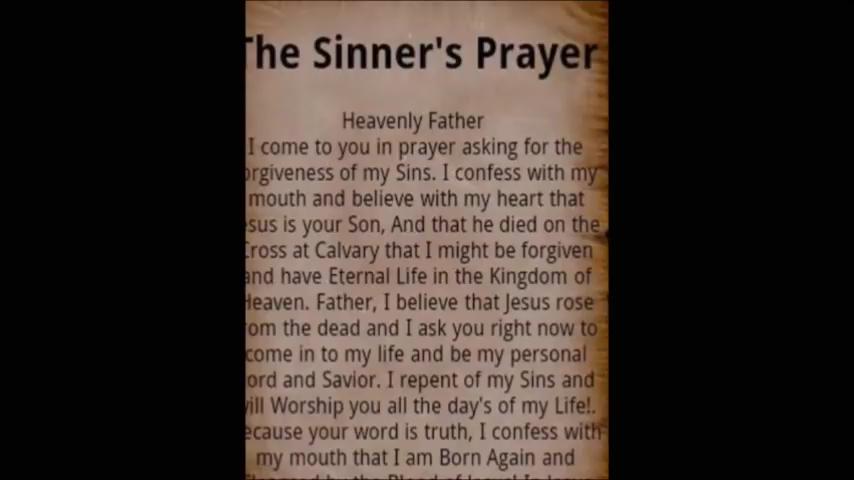 The Sinner's Prayer
Heavenly Father
I come to you in prayer asking for the
orgiveness of my Sins. I confess with my
mouth and believe with my heart that
esus is your Son, And that he died on the
Cross at Calvary that I might be forgiven
and have Eternal Life in the Kingdom of
Heaven. Father, I believe that Jesus rose
om the dead and I ask you right now to
come in to my life and be my personal
ord and Savior. I repent of my Sins and
will Worship you all the day's of my Life!.
ecause your word is truth, I confess with
my mouth that I am Born Again and